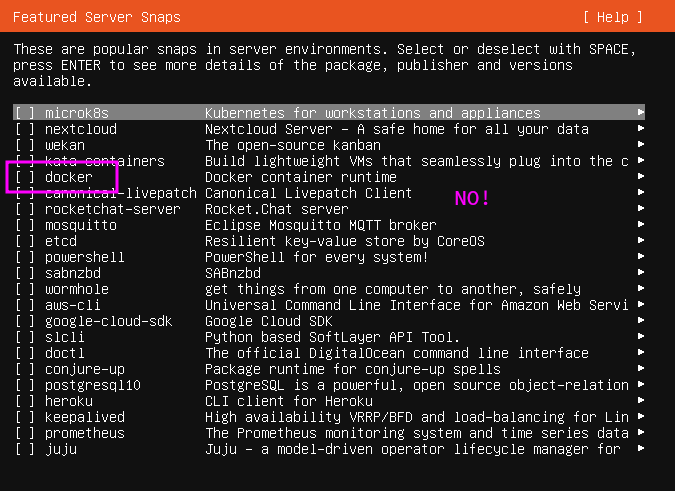 Featured Server Snaps [ Help ]
These are popular snaps in server environments. Select or deselect with SPACE,
press ENTER to see more details of the package, publisher and versions
available.
[ ] microk8s Kubernetes for workstations and appliances ▸
[ ] nextcloud Nextcloud Server - A safe home for all your data ▸
[ ] wekan The open-source kanban ▸
[ ] kata-containers Build lightweight VMs that seamlessly plug into the c ▸
[ ] docker Docker container runtime ▸
[ ] canonical-livepatch Canonical Livepatch Client ▸
NO!
[ ] rocketchat-server Rocket.Chat server ▸
[ ] mosquitto Eclipse Mosquitto MQTT broker ▸
[ ] etcd Resilient key-value store by CoreOS ▸
[ ] powershell PowerShell for every system! ▸
[ ] sabnzbd SABnzbd ▸
[ ] wormhole get things from one computer to another, safely ▸
[ ] aws-cli Universal Command Line Interface for Amazon Web Servi ▸
[ ] google-cloud-sdk Google Cloud SDK ▸
[ ] slcli Python based SoftLayer API Tool. ▸
[ ] doctl The official DigitalOcean command line interface ▸
[ ] conjure-up Package runtime for conjure-up spells ▸
[ ] postgresql10 PostgreSQL is a powerful, open source object-relation ▸
[ ] heroku CLI client for Heroku ▸
[ ] keepalived High availability VRRP/BFD and load-balancing for Lin ▸
[ ] prometheus The Prometheus monitoring system and time series data ▸
[ ] juju Juju - a model-driven operator lifecycle manager for ▸